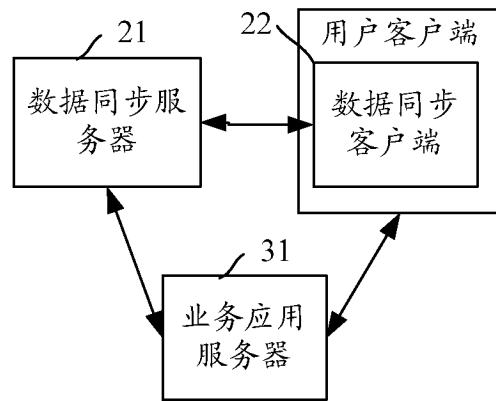 21
数据同步服
务器
22
用户客户端
数据同步
客户端
31
业务应用
服务器